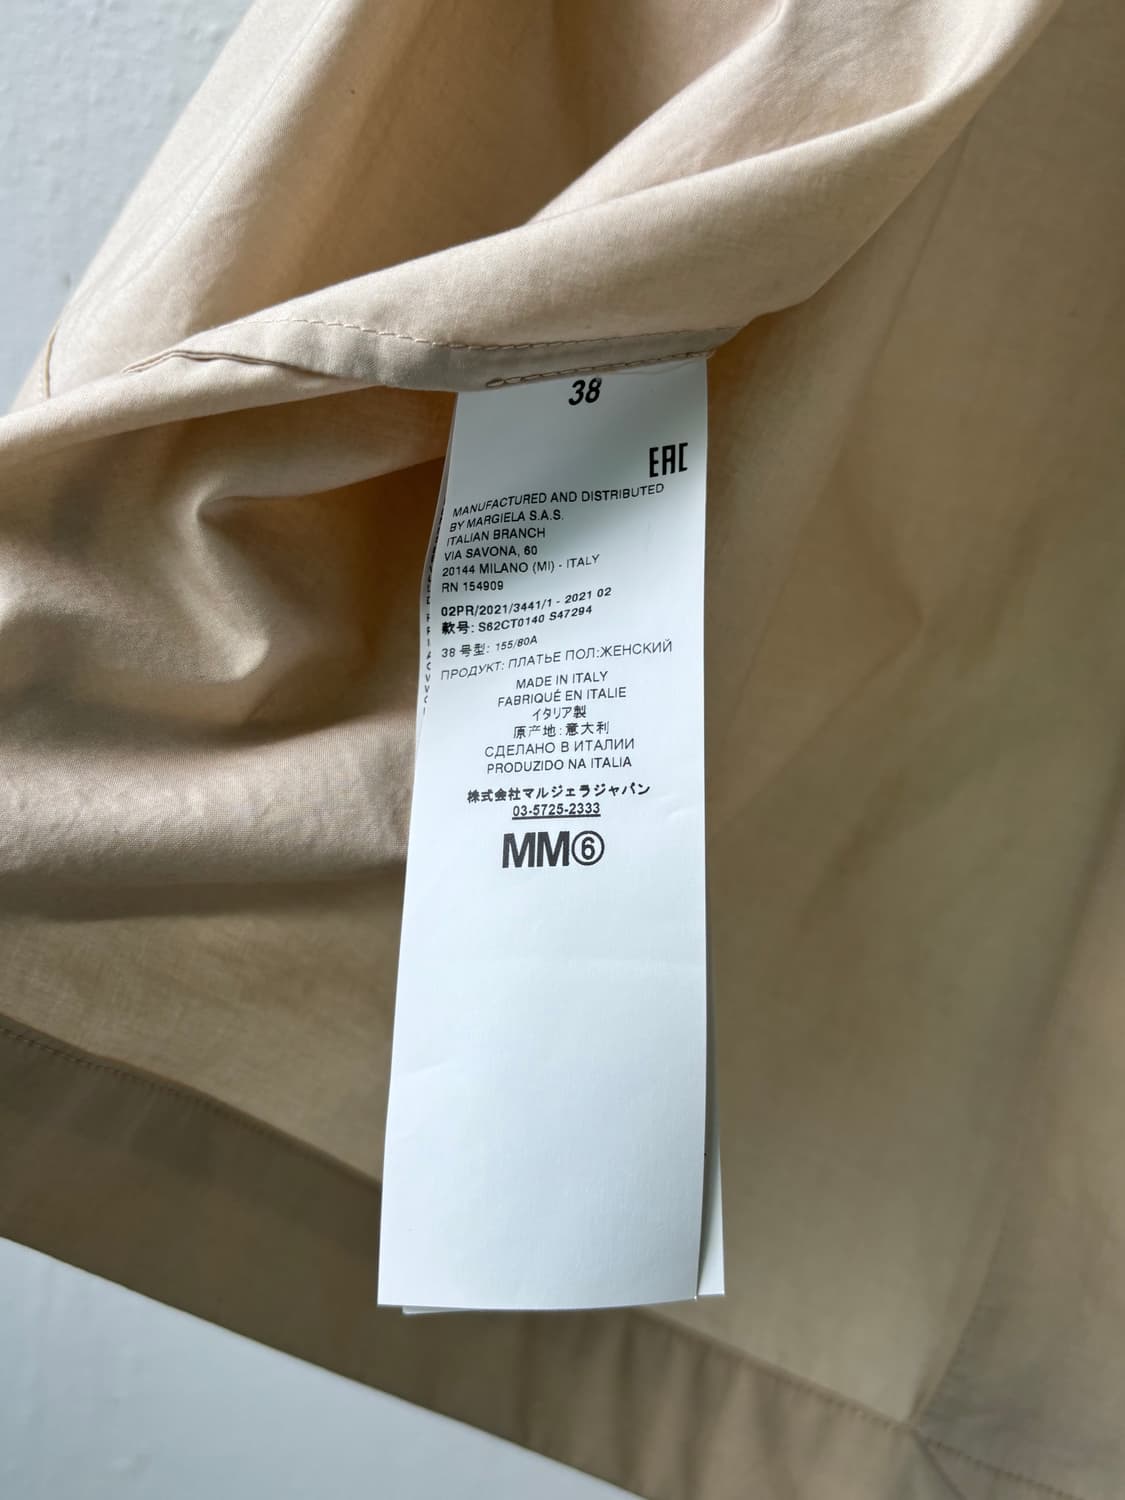 38
EAC
MANUFACTURED AND DISTRIBUTED
BY MARGIELA S.A.S.
ITALIAN BRANCH
VIA SAVONA, 60
20144 MILANO (MI) - ITALY
RN 154909
02PR/2021/3441/1 - 2021 02
款号: S62CT0140 S47294
38 号型: 155/80A
ПРОДУКТ: ПЛАТЬЕ ПОЛ:ЖЕНСКИЙ
MADE IN ITALY
FABRIQUÉ EN ITALIE
イタリア製
原产地:意大利
СДЕЛАНО В ИТАЛИИ
PRODUZIDO NA ITALIA
株式会社マルジェラジャパン
03-5725-2333
MM⑥